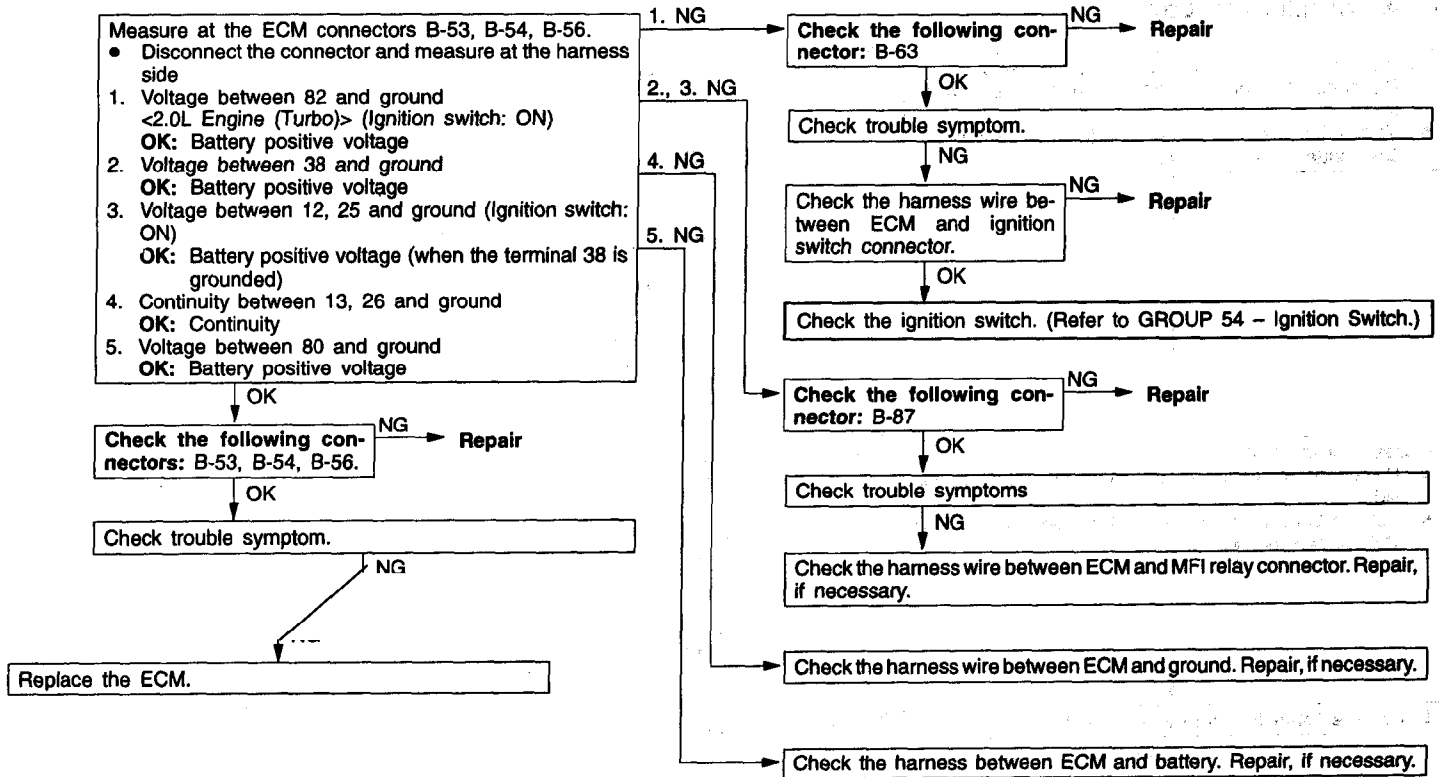 Measure at the ECM connectors B-53, B-54, B-56.
● Disconnect the connector and measure at the harness
side
1. Voltage between 82 and ground
<2.0L Engine (Turbo)> (Ignition switch: ON)
OK: Battery positive voltage
2. Voltage between 38 and ground
OK: Battery positive voltage
3. Voltage between 12, 25 and ground (Ignition switch:
ON)
OK: Battery positive voltage (when the terminal 38 is
grounded)
4. Continuity between 13, 26 and ground
OK: Continuity
5. Voltage between 80 and ground
OK: Battery positive voltage
OK
Check the following con-
nectors: B-53, B-54, B-56.
NG
Repair
OK
Check trouble symptom.
NG
Replace the ECM.
1. NG
Check the following con-
nector: B-63
NG
Repair
OK
Check trouble symptom.
NG
Check the harness wire be-
tween ECM and ignition
switch connector.
NG
Repair
OK
Check the ignition switch. (Refer to GROUP 54 – Ignition Switch.)
2., 3. NG
Check the following con-
nector: B-87
NG
Repair
OK
Check trouble symptoms
NG
Check the harness wire between ECM and MFI relay connector. Repair,
if necessary.
4. NG
Check the harness wire between ECM and ground. Repair, if necessary.
5. NG
Check the harness between ECM and battery. Repair, if necessary.